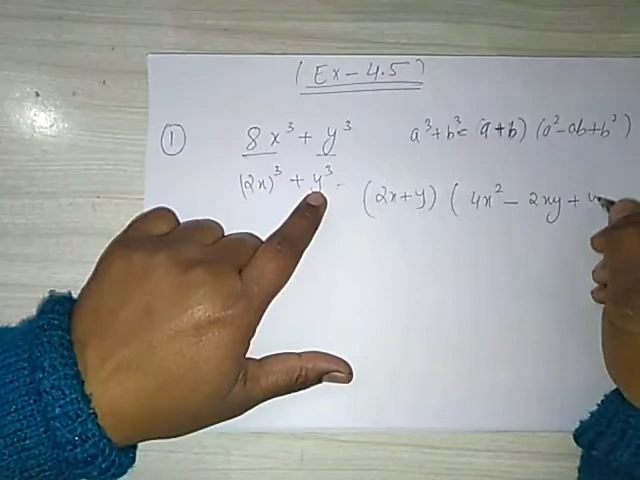 (Ex-4.5)
① 8x³ + y³ a³+b³= (a+b) (a²-ab+b²)
(2x)³ + y³ = (2x+y) (4x² - 2xy + y